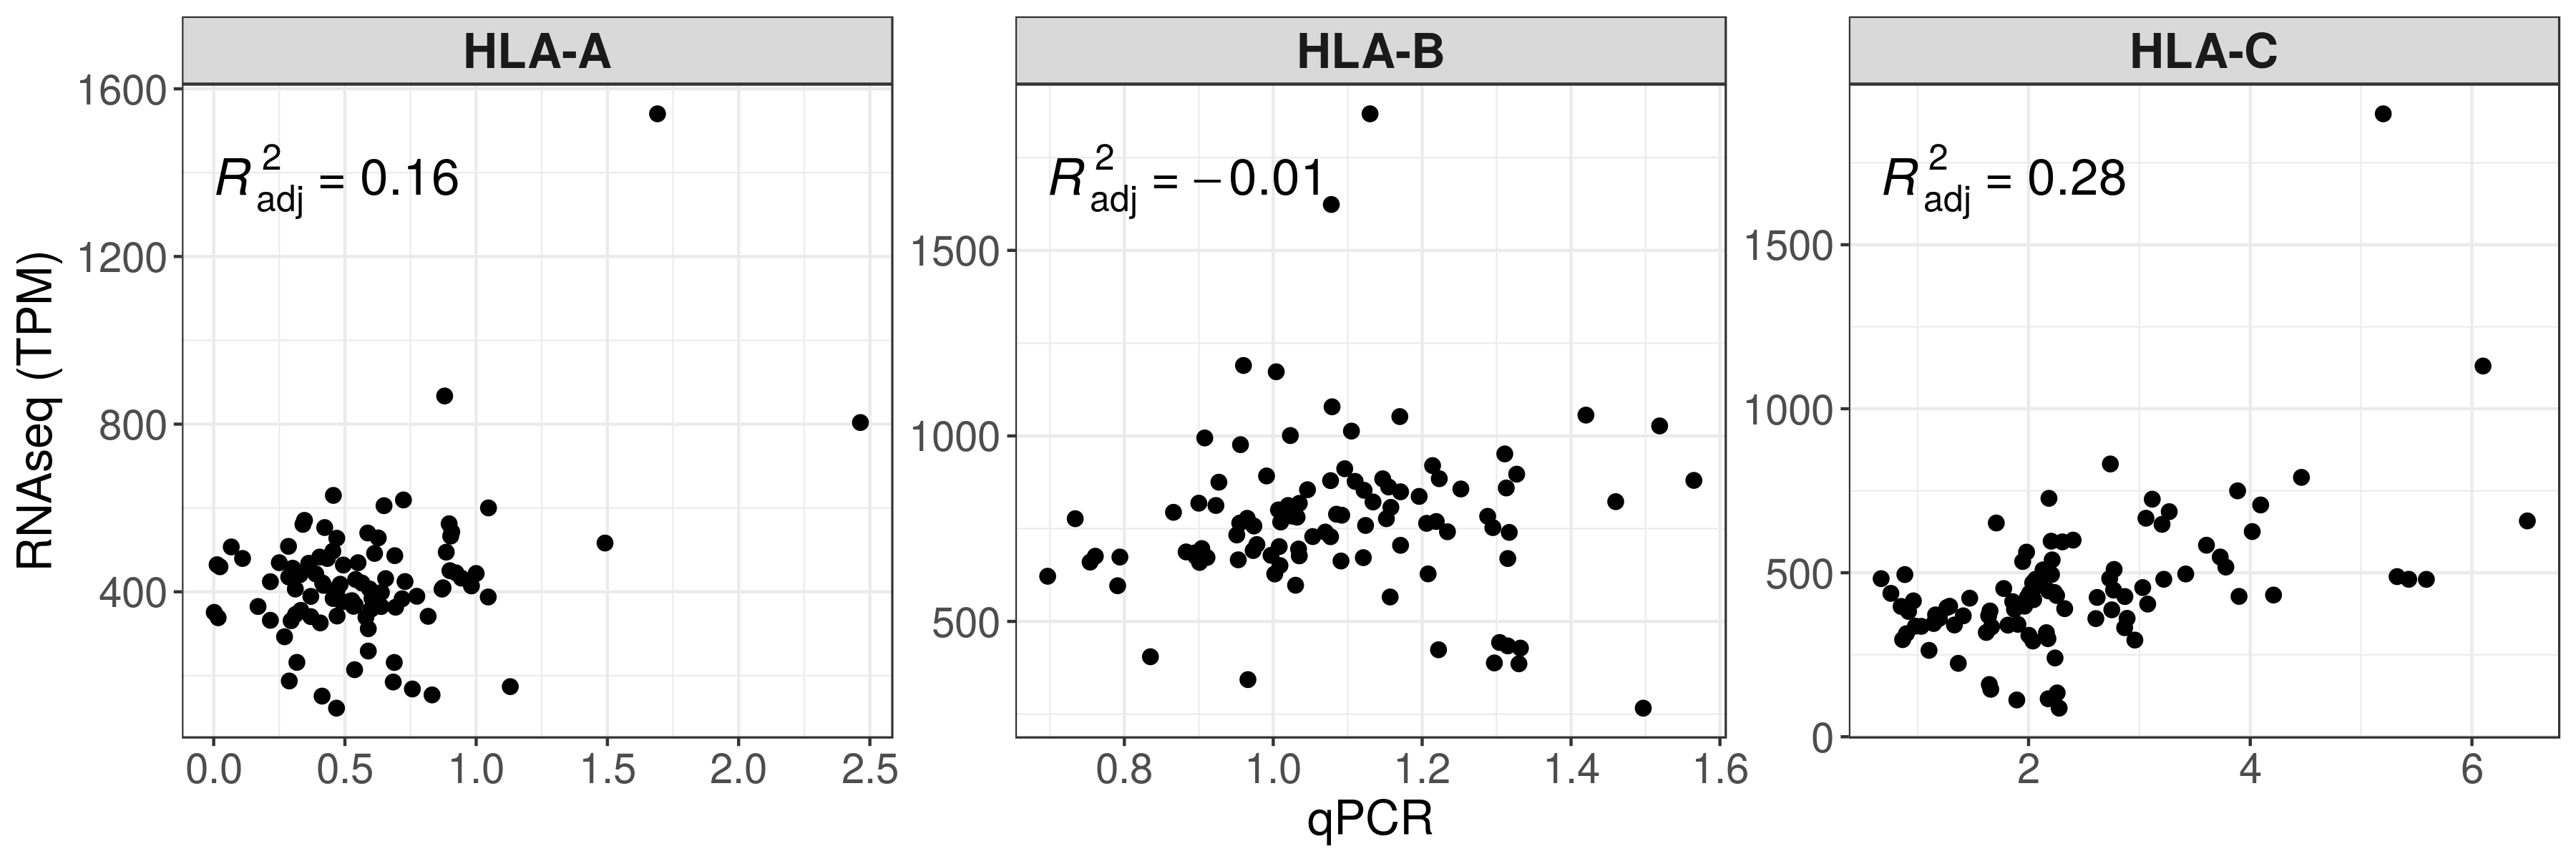 HLA-A HLA-B HLA-C
R²adj = 0.16
R²adj = −0.01
R²adj = 0.28
RNAseq (TPM)
1600
1200
800
400
1500
1000
500
1500
1000
500
0
0.0 0.5 1.0 1.5 2.0 2.5
0.8 1.0 1.2 1.4 1.6
2 4 6
qPCR